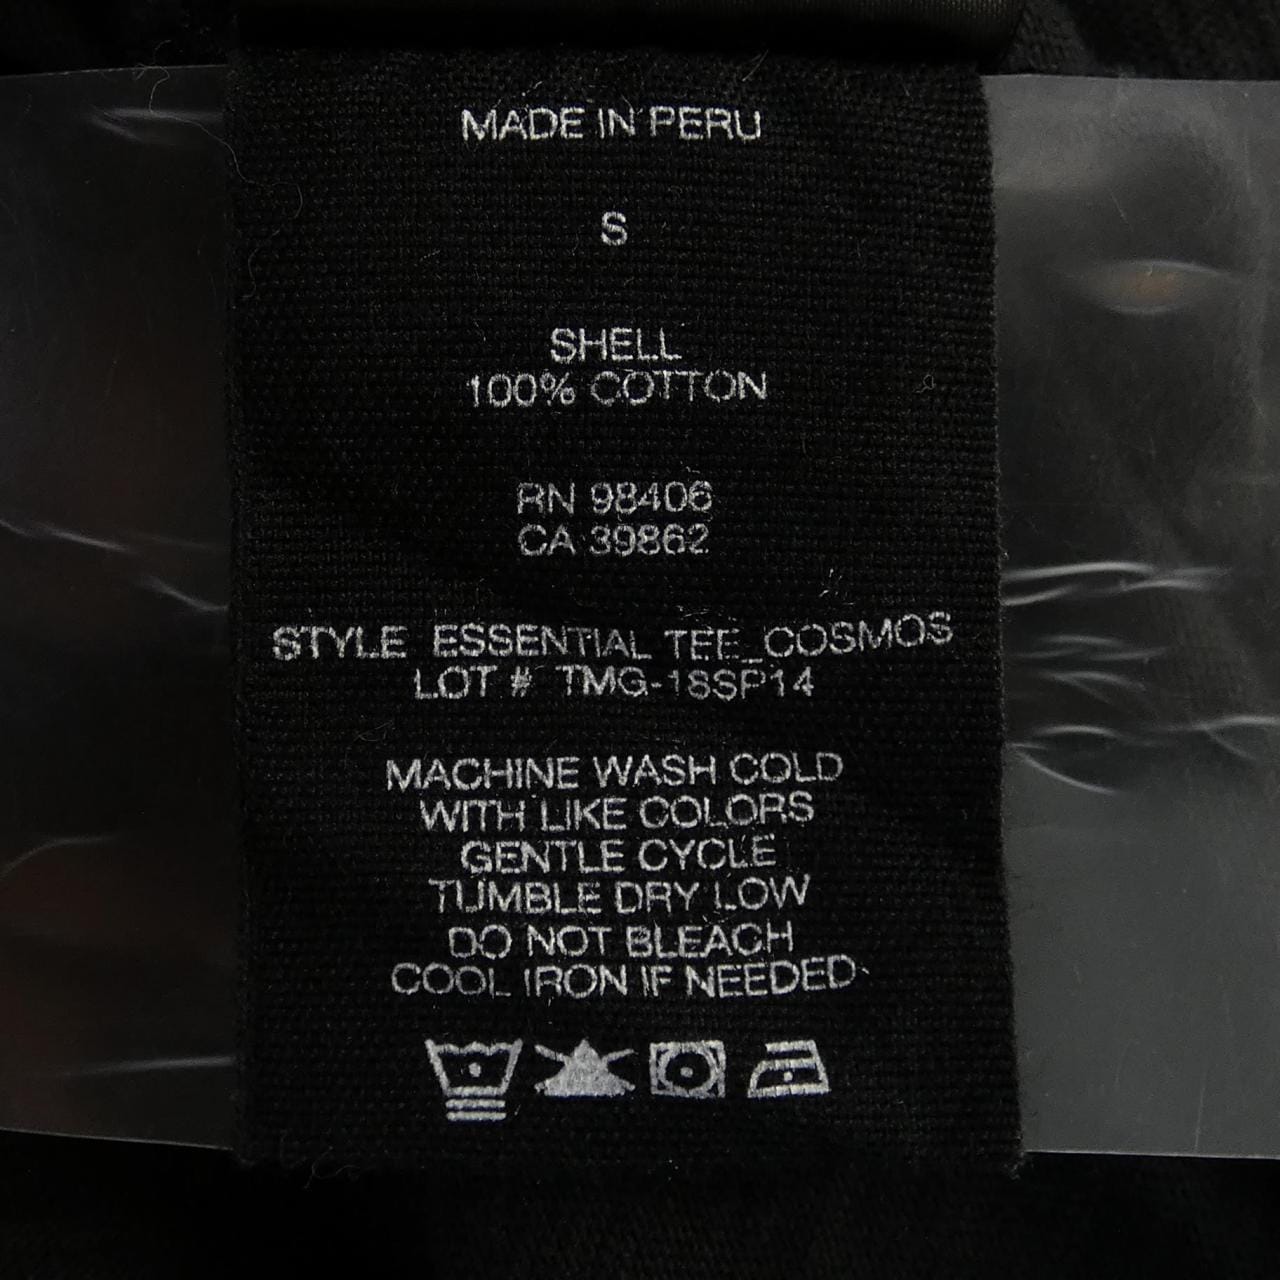 MADE IN PERU
S
SHELL
100% COTTON
RN 98406
CA 39862
STYLE ESSENTIAL TEE_COSMOS
LOT # TMG-18SP14
MACHINE WASH COLD
WITH LIKE COLORS
GENTLE CYCLE
TUMBLE DRY LOW
DO NOT BLEACH
COOL IRON IF NEEDED